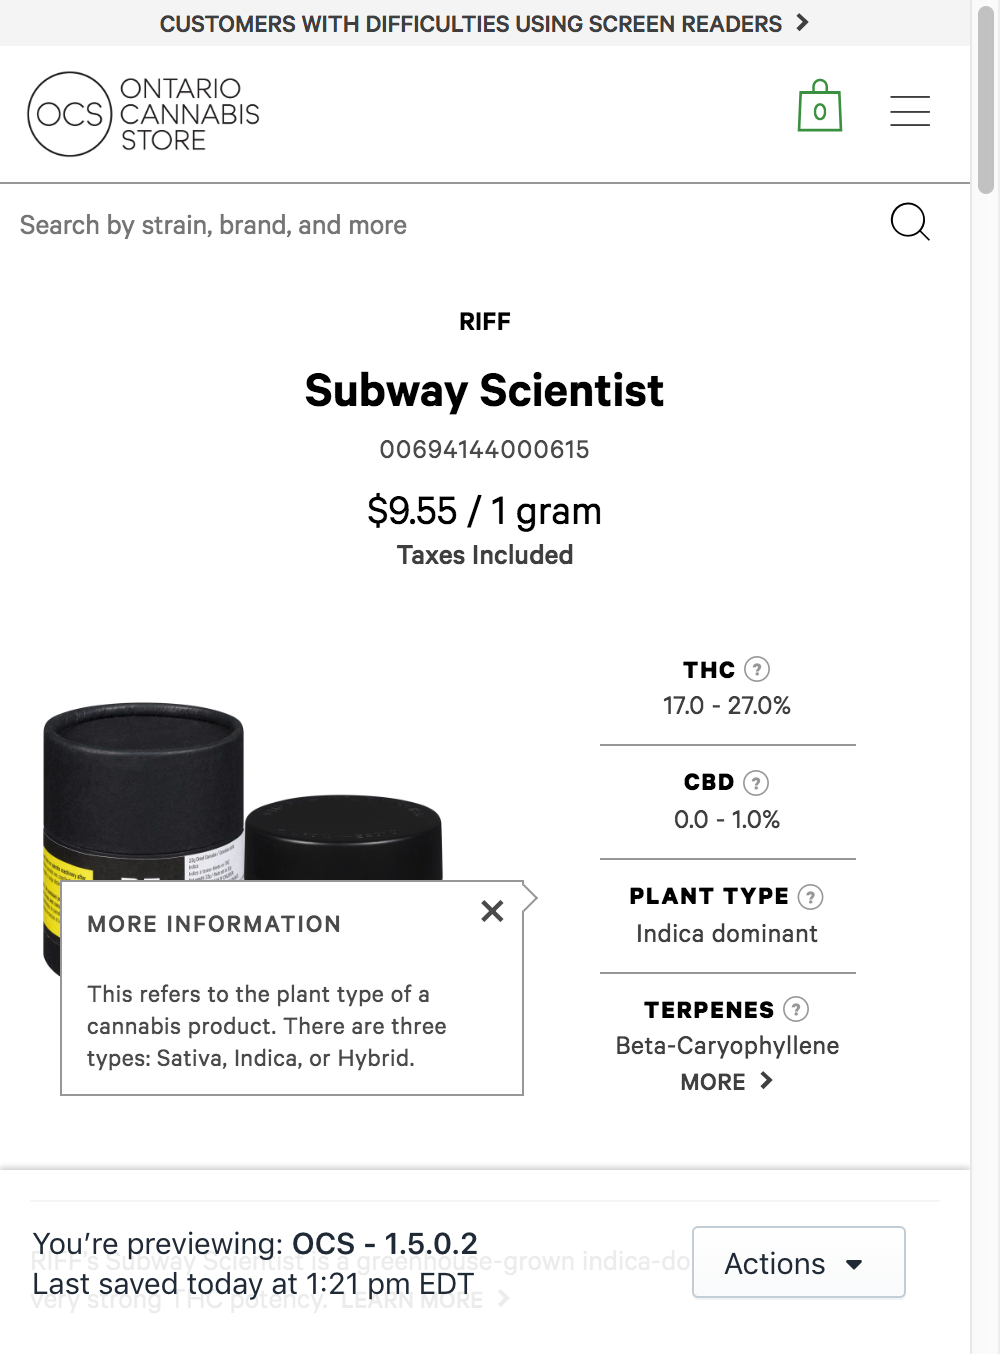 CUSTOMERS WITH DIFFICULTIES USING SCREEN READERS
OCS
ONTARIO
CANNABIS
STORE
0
Search by strain, brand, and more
RIFF
Subway Scientist
00694144000615
$9.55 / 1 gram
Taxes Included
THC ?
17.0 - 27.0%
CBD ?
0.0 - 1.0%
PLANT TYPE ?
Indica dominant
TERPENES ?
Beta-Caryophyllene
MORE
MORE INFORMATION
This refers to the plant type of a
cannabis product. There are three
types: Sativa, Indica, or Hybrid.
You're previewing: OCS - 1.5.0.2
Last saved today at 1:21 pm EDT
Actions
RIFF's Subway Scientist is a greenhouse-grown indica-do
very strong THC potency. LEARN MORE